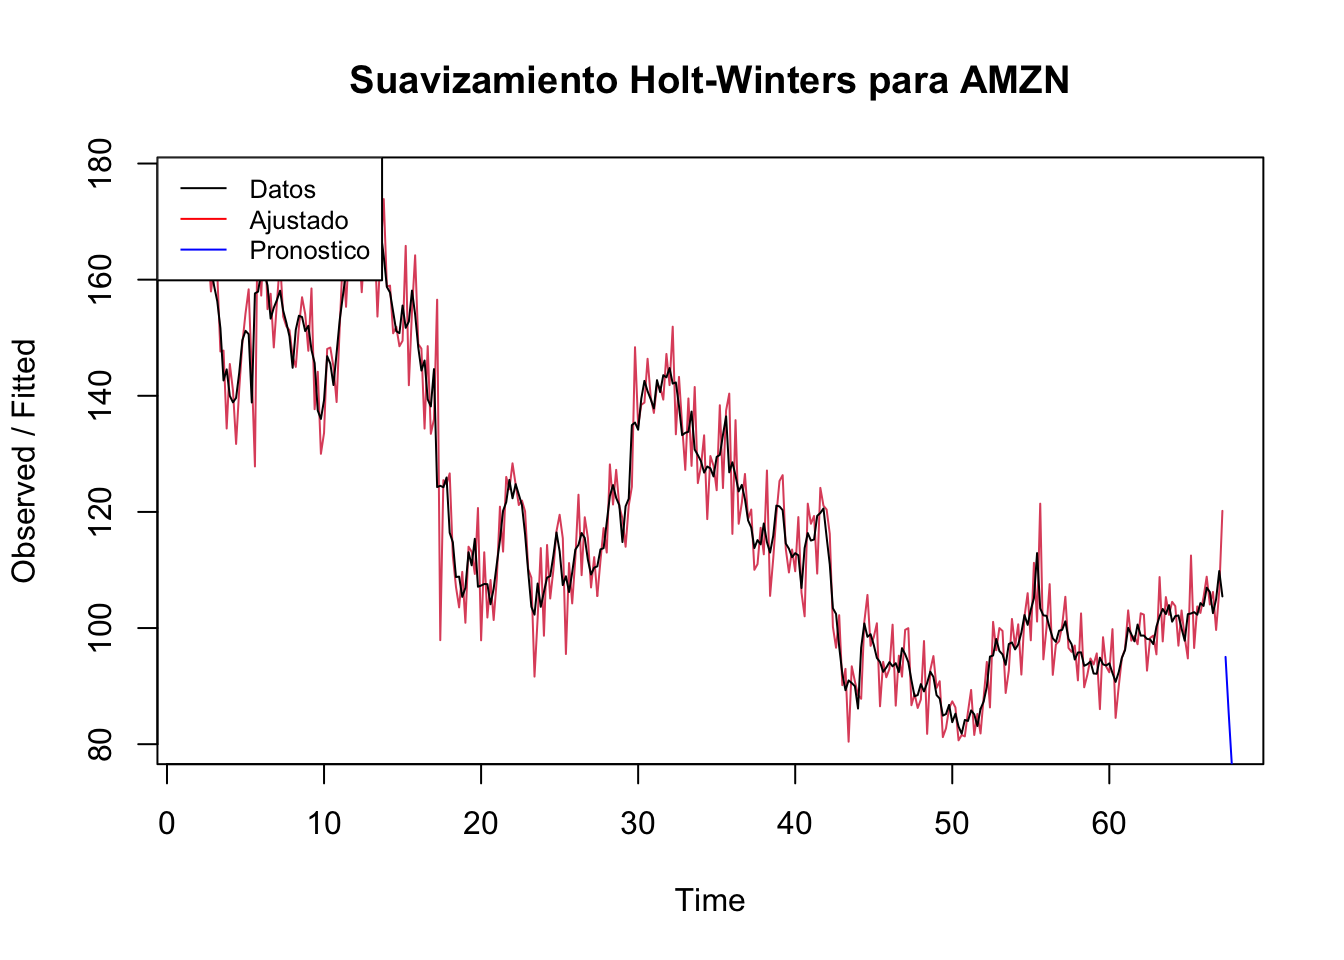 Suavizamiento Holt-Winters para AMZN
Datos
Ajustado
Pronostico
Observed / Fitted
180
160
140
120
100
80
0 10 20 30 40 50 60
Time